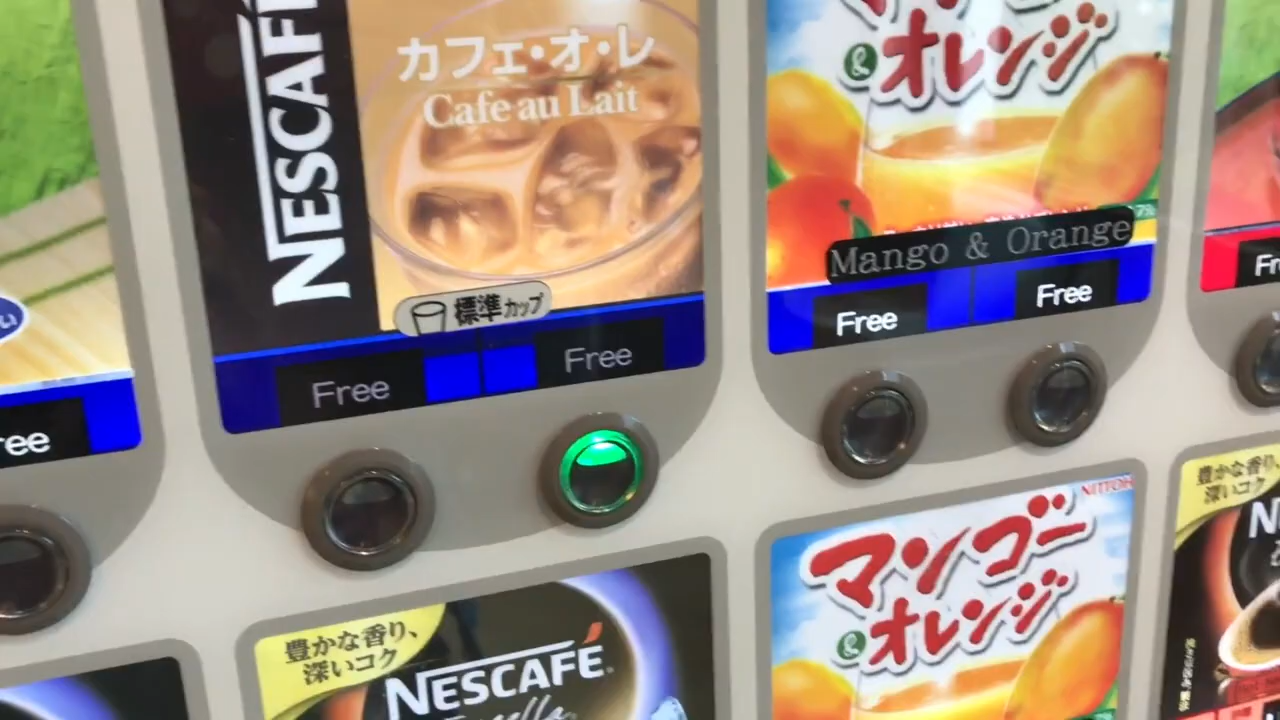 NESCAFÉ
カフェ・オ・レ
Cafe au Lait
標準カップ
Free
Free
& オレンジ
Mango & Orange
Free
Free
い
豊かな香り、
深いコク
NESCAFÉ
NITTOH
マンゴー
& オレンジ
豊かな香り、
深いコク